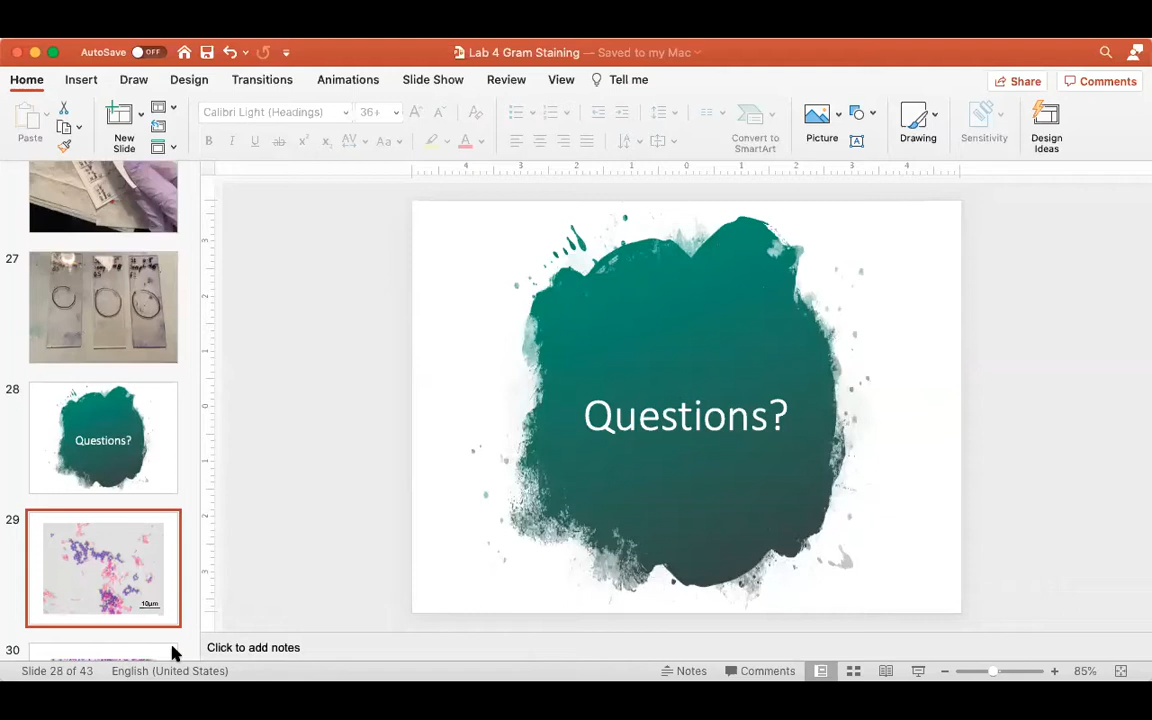 AutoSave OFF
Lab 4 Gram Staining — Saved to my Mac
Home Insert Draw Design Transitions Animations Slide Show Review View Tell me
Share Comments
Paste
New Slide
Calibri Light (Headings) 36+
Convert to SmartArt
Picture
Drawing
Sensitivity
Design Ideas
27
28
Questions?
29
10µm
30
Questions?
Click to add notes
Slide 28 of 43 English (United States)
Notes Comments 85%